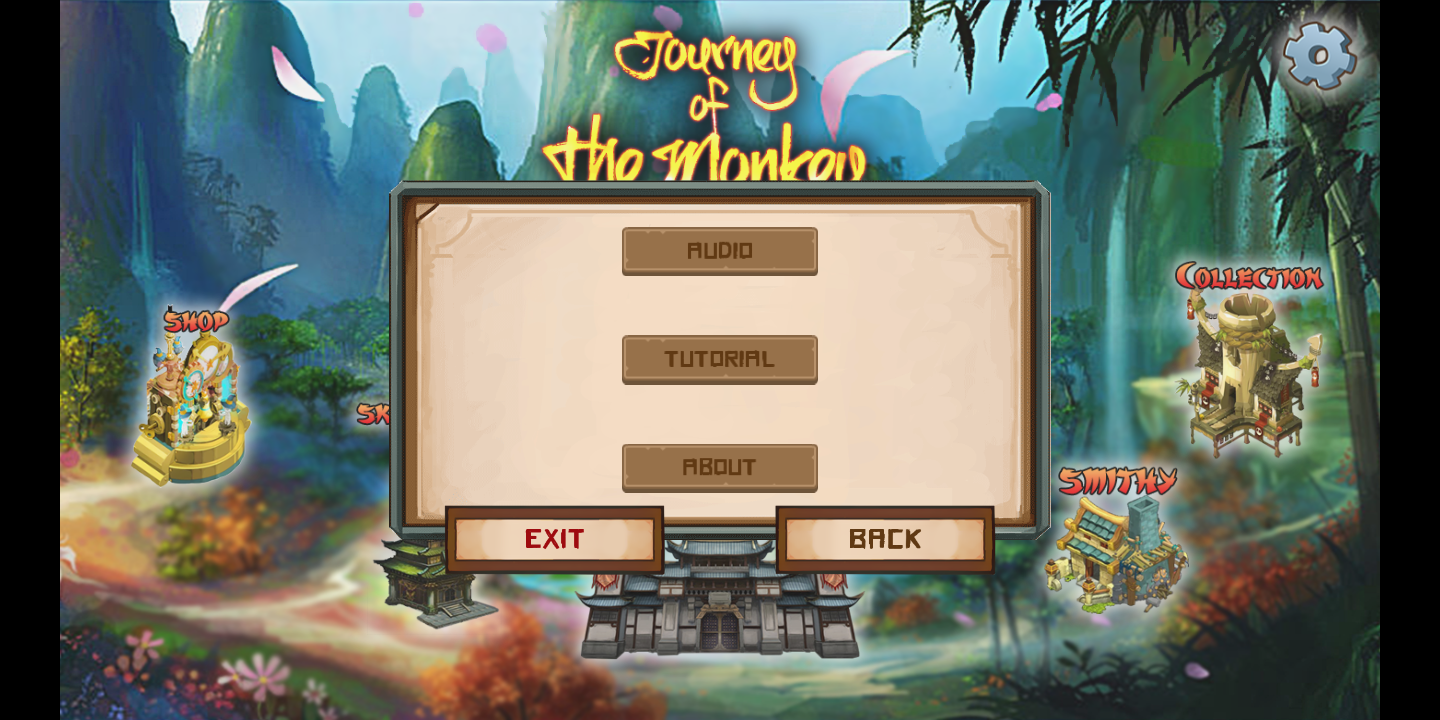 Journey
of
the Monkey
AUDIO
COLLECTION
SHOP
TUTORIAL
ABOUT
SMITHY
EXIT
BACK